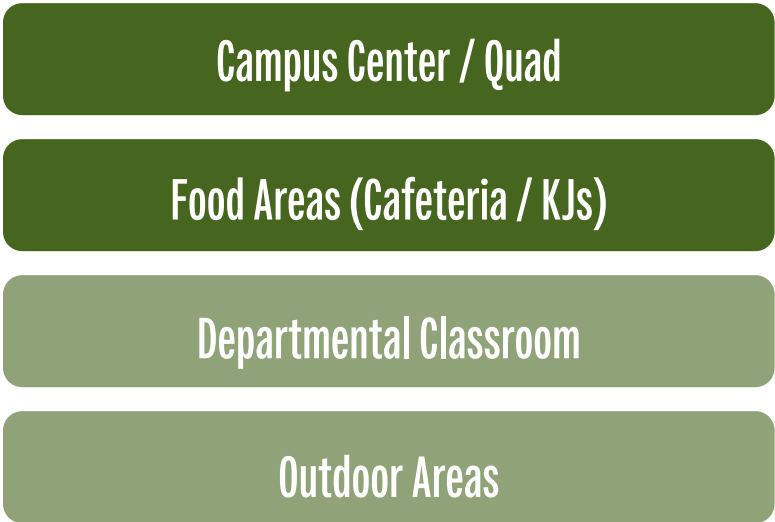 Campus Center / Quad
Food Areas (Cafeteria / KJs)
Departmental Classroom
Outdoor Areas